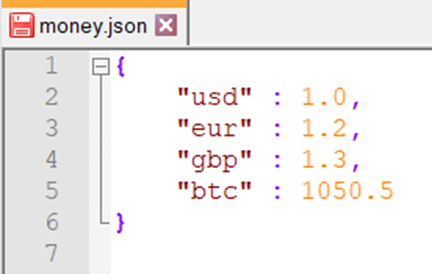 money.json
1 {
2 "usd" : 1.0,
3 "eur" : 1.2,
4 "gbp" : 1.3,
5 "btc" : 1050.5
6 }
7